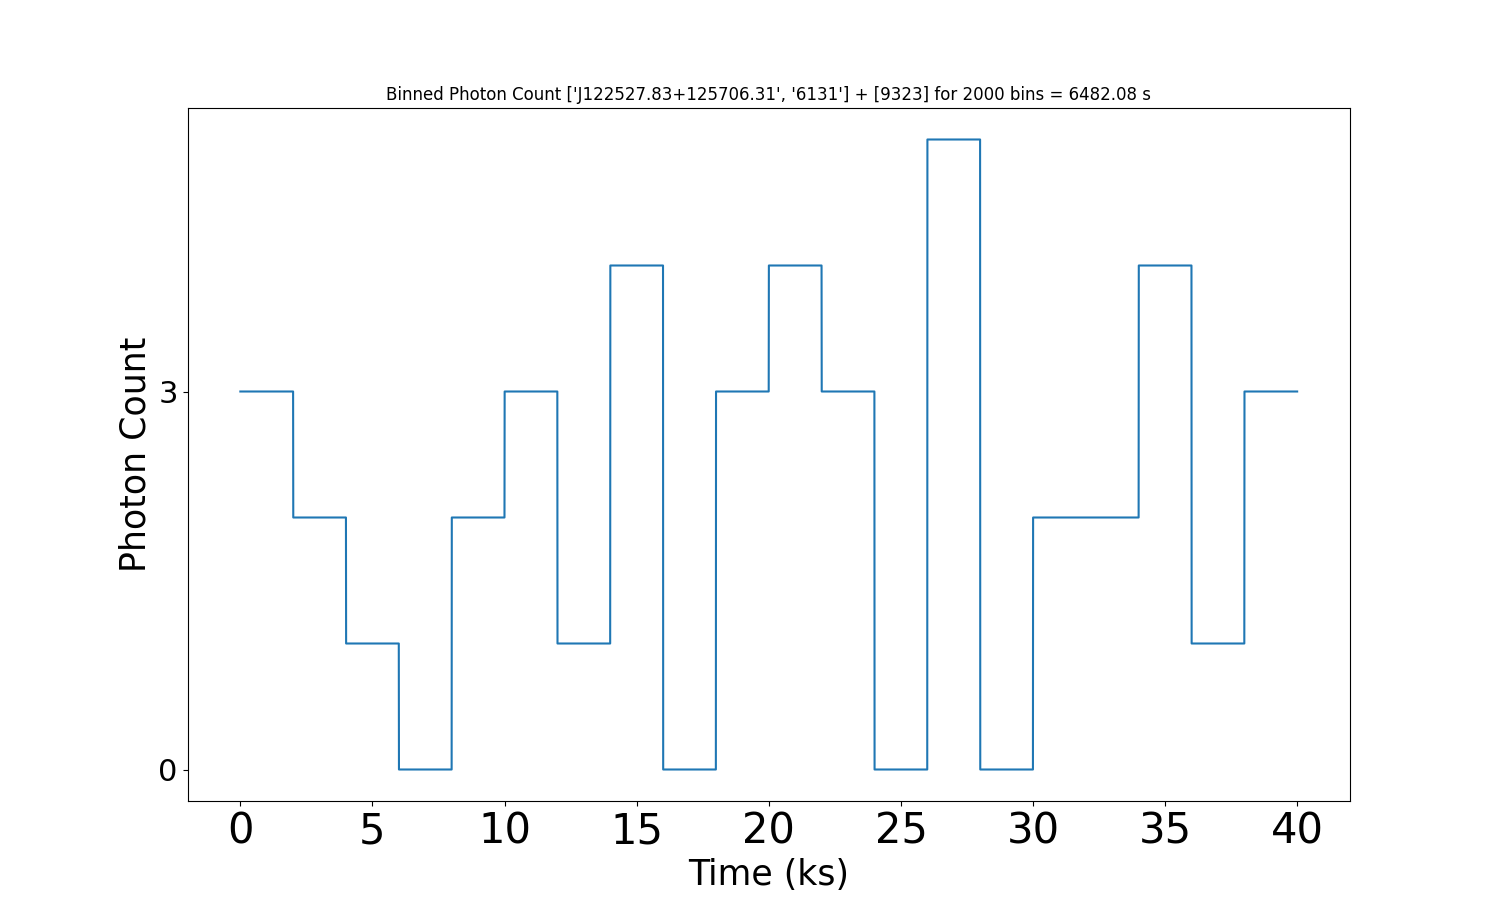 Binned Photon Count ['J122527.83+125706.31', '6131'] + [9323] for 2000 bins = 6482.08 s
Photon Count
3
0
0 5 10 15 20 25 30 35 40
Time (ks)